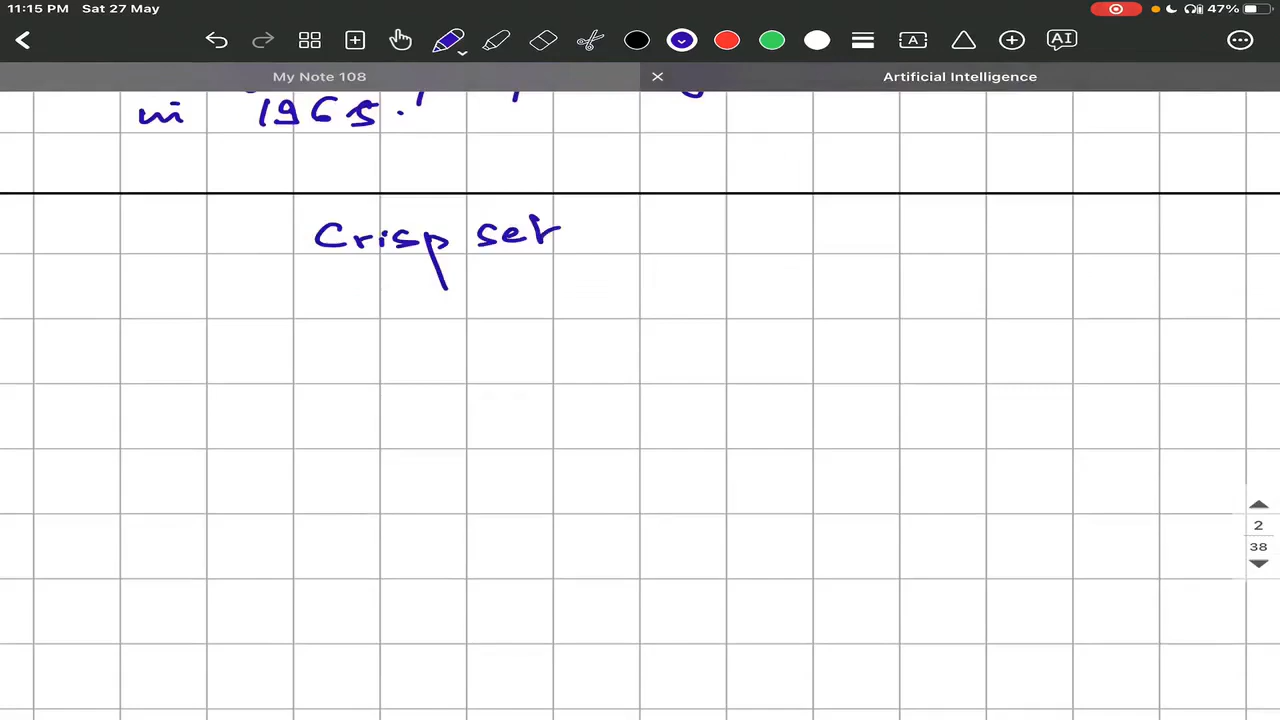 11:15 PM Sat 27 May
47%
My Note 108
Artificial Intelligence
in 1965.
Crisp set
2
38